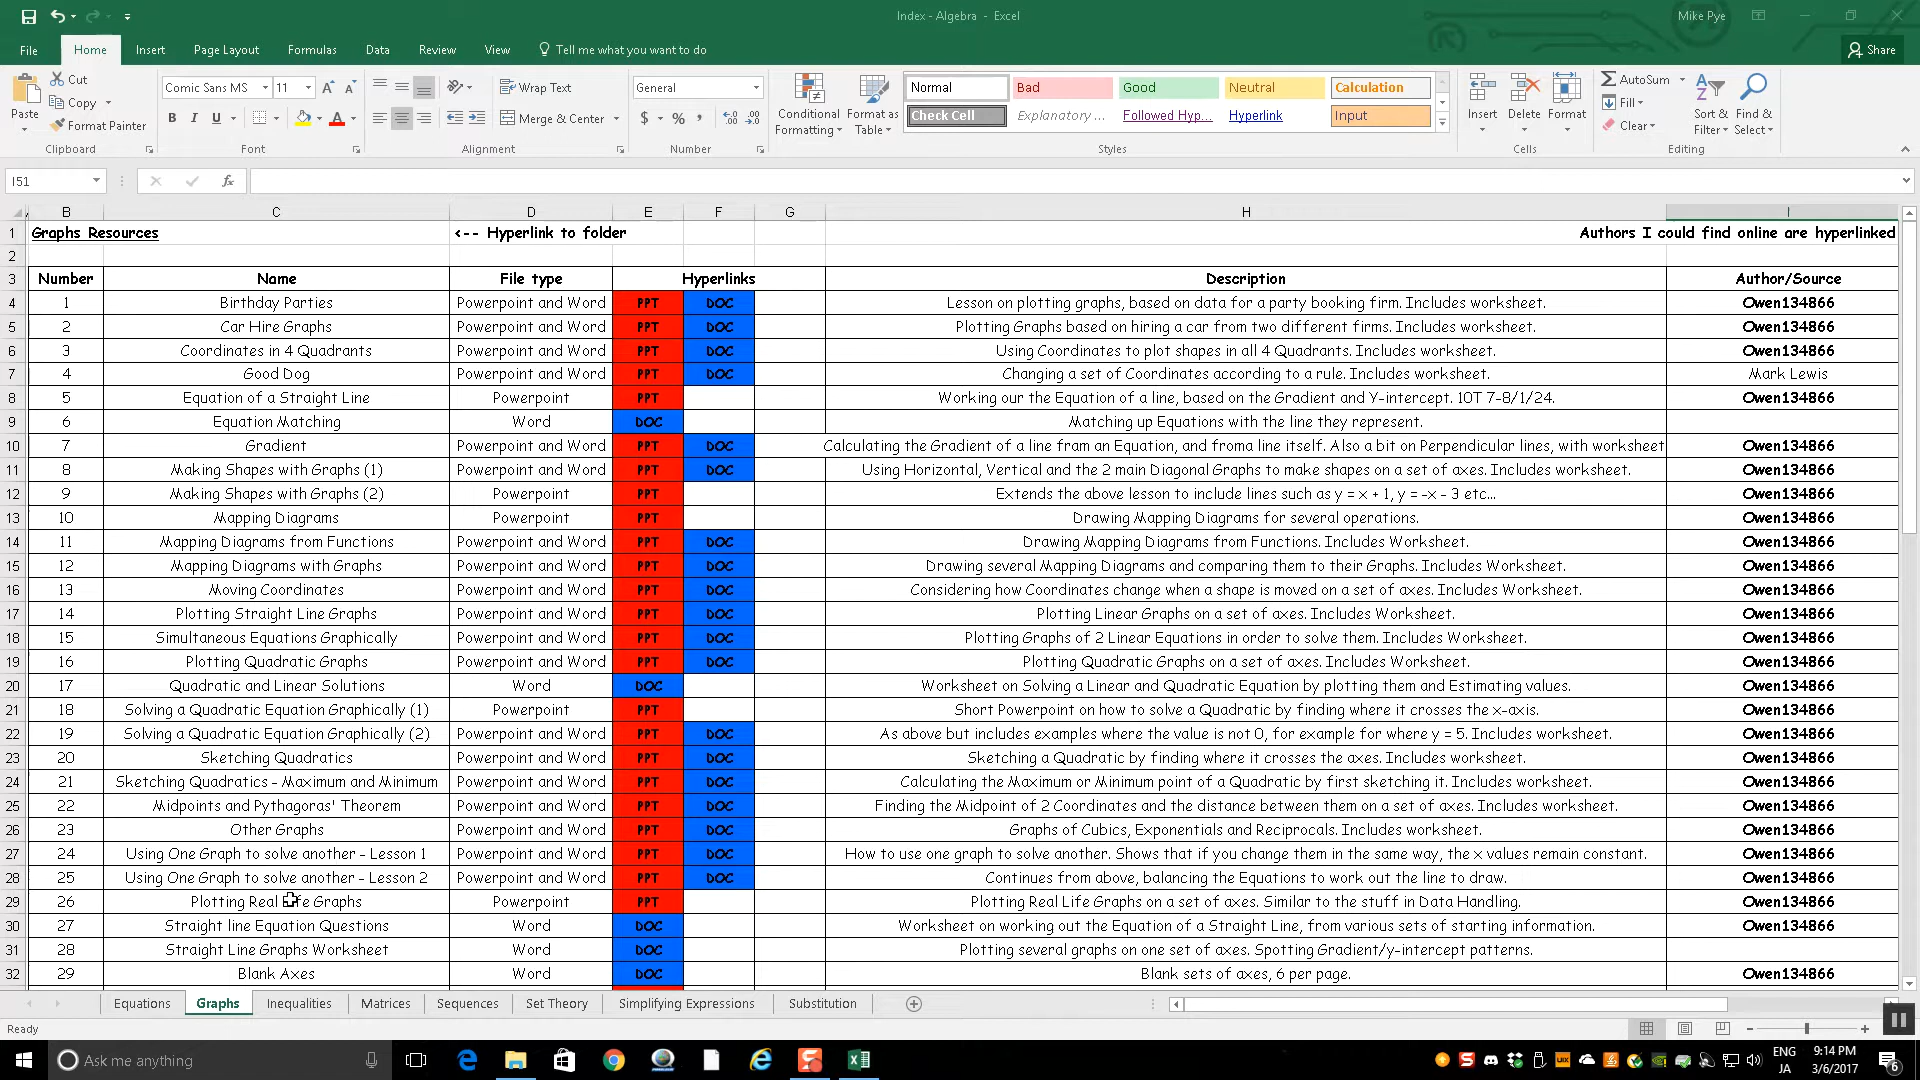 Index - Algebra - Excel
Mike Pye
File Home Insert Page Layout Formulas Data Review View Tell me what you want to do
Share
Paste
Cut
Copy
Format Painter
Clipboard
Comic Sans MS 11
B I U
Font
Wrap Text
Merge & Center
Alignment
General
$ %
Number
Conditional Formatting
Format as Table
Normal Bad Good Neutral Calculation
Check Cell Explanatory ... Followed Hyp... Hyperlink Input
Styles
Insert Delete Format
Cells
AutoSum
Fill
Clear
Sort & Filter
Find & Select
Editing
I51
fx
B C D E F G H I
1 Graphs Resources <-- Hyperlink to folder Authors I could find online are hyperlinked
2
3 Number Name File type Hyperlinks Description Author/Source
4 1 Birthday Parties Powerpoint and Word PPT DOC Lesson on plotting graphs, based on data for a party booking firm. Includes worksheet. Owen134866
5 2 Car Hire Graphs Powerpoint and Word PPT DOC Plotting Graphs based on hiring a car from two different firms. Includes worksheet. Owen134866
6 3 Coordinates in 4 Quadrants Powerpoint and Word PPT DOC Using Coordinates to plot shapes in all 4 Quadrants. Includes worksheet. Owen134866
7 4 Good Dog Powerpoint and Word PPT DOC Changing a set of Coordinates according to a rule. Includes worksheet. Mark Lewis
8 5 Equation of a Straight Line Powerpoint PPT Working our the Equation of a line, based on the Gradient and Y-intercept. 10T 7-8/1/24. Owen134866
9 6 Equation Matching Word DOC Matching up Equations with the line they represent.
10 7 Gradient Powerpoint and Word PPT DOC Calculating the Gradient of a line fram an Equation, and froma line itself. Also a bit on Perpendicular lines, with worksheet Owen134866
11 8 Making Shapes with Graphs (1) Powerpoint and Word PPT DOC Using Horizontal, Vertical and the 2 main Diagonal Graphs to make shapes on a set of axes. Includes worksheet. Owen134866
12 9 Making Shapes with Graphs (2) Powerpoint PPT Extends the above lesson to include lines such as y = x + 1, y = -x - 3 etc... Owen134866
13 10 Mapping Diagrams Powerpoint PPT Drawing Mapping Diagrams for several operations. Owen134866
14 11 Mapping Diagrams from Functions Powerpoint and Word PPT DOC Drawing Mapping Diagrams from Functions. Includes Worksheet. Owen134866
15 12 Mapping Diagrams with Graphs Powerpoint and Word PPT DOC Drawing several Mapping Diagrams and comparing them to their Graphs. Includes Worksheet. Owen134866
16 13 Moving Coordinates Powerpoint and Word PPT DOC Considering how Coordinates change when a shape is moved on a set of axes. Includes Worksheet. Owen134866
17 14 Plotting Straight Line Graphs Powerpoint and Word PPT DOC Plotting Linear Graphs on a set of axes. Includes Worksheet. Owen134866
18 15 Simultaneous Equations Graphically Powerpoint and Word PPT DOC Plotting Graphs of 2 Linear Equations in order to solve them. Includes Worksheet. Owen134866
19 16 Plotting Quadratic Graphs Powerpoint and Word PPT DOC Plotting Quadratic Graphs on a set of axes. Includes Worksheet. Owen134866
20 17 Quadratic and Linear Solutions Word DOC Worksheet on Solving a Linear and Quadratic Equation by plotting them and Estimating values. Owen134866
21 18 Solving a Quadratic Equation Graphically (1) Powerpoint PPT Short Powerpoint on how to solve a Quadratic by finding where it crosses the x-axis. Owen134866
22 19 Solving a Quadratic Equation Graphically (2) Powerpoint and Word PPT DOC As above but includes examples where the value is not 0, for example for where y = 5. Includes worksheet. Owen134866
23 20 Sketching Quadratics Powerpoint and Word PPT DOC Sketching a Quadratic by finding where it crosses the axes. Includes worksheet. Owen134866
24 21 Sketching Quadratics - Maximum and Minimum Powerpoint and Word PPT DOC Calculating the Maximum or Minimum point of a Quadratic by first sketching it. Includes worksheet. Owen134866
25 22 Midpoints and Pythagoras' Theorem Powerpoint and Word PPT DOC Finding the Midpoint of 2 Coordinates and the distance between them on a set of axes. Includes worksheet. Owen134866
26 23 Other Graphs Powerpoint and Word PPT DOC Graphs of Cubics, Exponentials and Reciprocals. Includes worksheet. Owen134866
27 24 Using One Graph to solve another - Lesson 1 Powerpoint and Word PPT DOC How to use one graph to solve another. Shows that if you change them in the same way, the x values remain constant. Owen134866
28 25 Using One Graph to solve another - Lesson 2 Powerpoint and Word PPT DOC Continues from above, balancing the Equations to work out the line to draw. Owen134866
29 26 Plotting Real Life Graphs Powerpoint PPT Plotting Real Life Graphs on a set of axes. Similar to the stuff in Data Handling. Owen134866
30 27 Straight line Equation Questions Word DOC Worksheet on working out the Equation of a Straight Line, from various sets of starting information. Owen134866
31 28 Straight Line Graphs Worksheet Word DOC Plotting several graphs on one set of axes. Spotting Gradient/y-intercept patterns.
32 29 Blank Axes Word DOC Blank sets of axes, 6 per page. Owen134866
Equations Graphs Inequalities Matrices Sequences Set Theory Simplifying Expressions Substitution
Ready
Ask me anything
ENG
JA
9:14 PM
3/6/2017
6